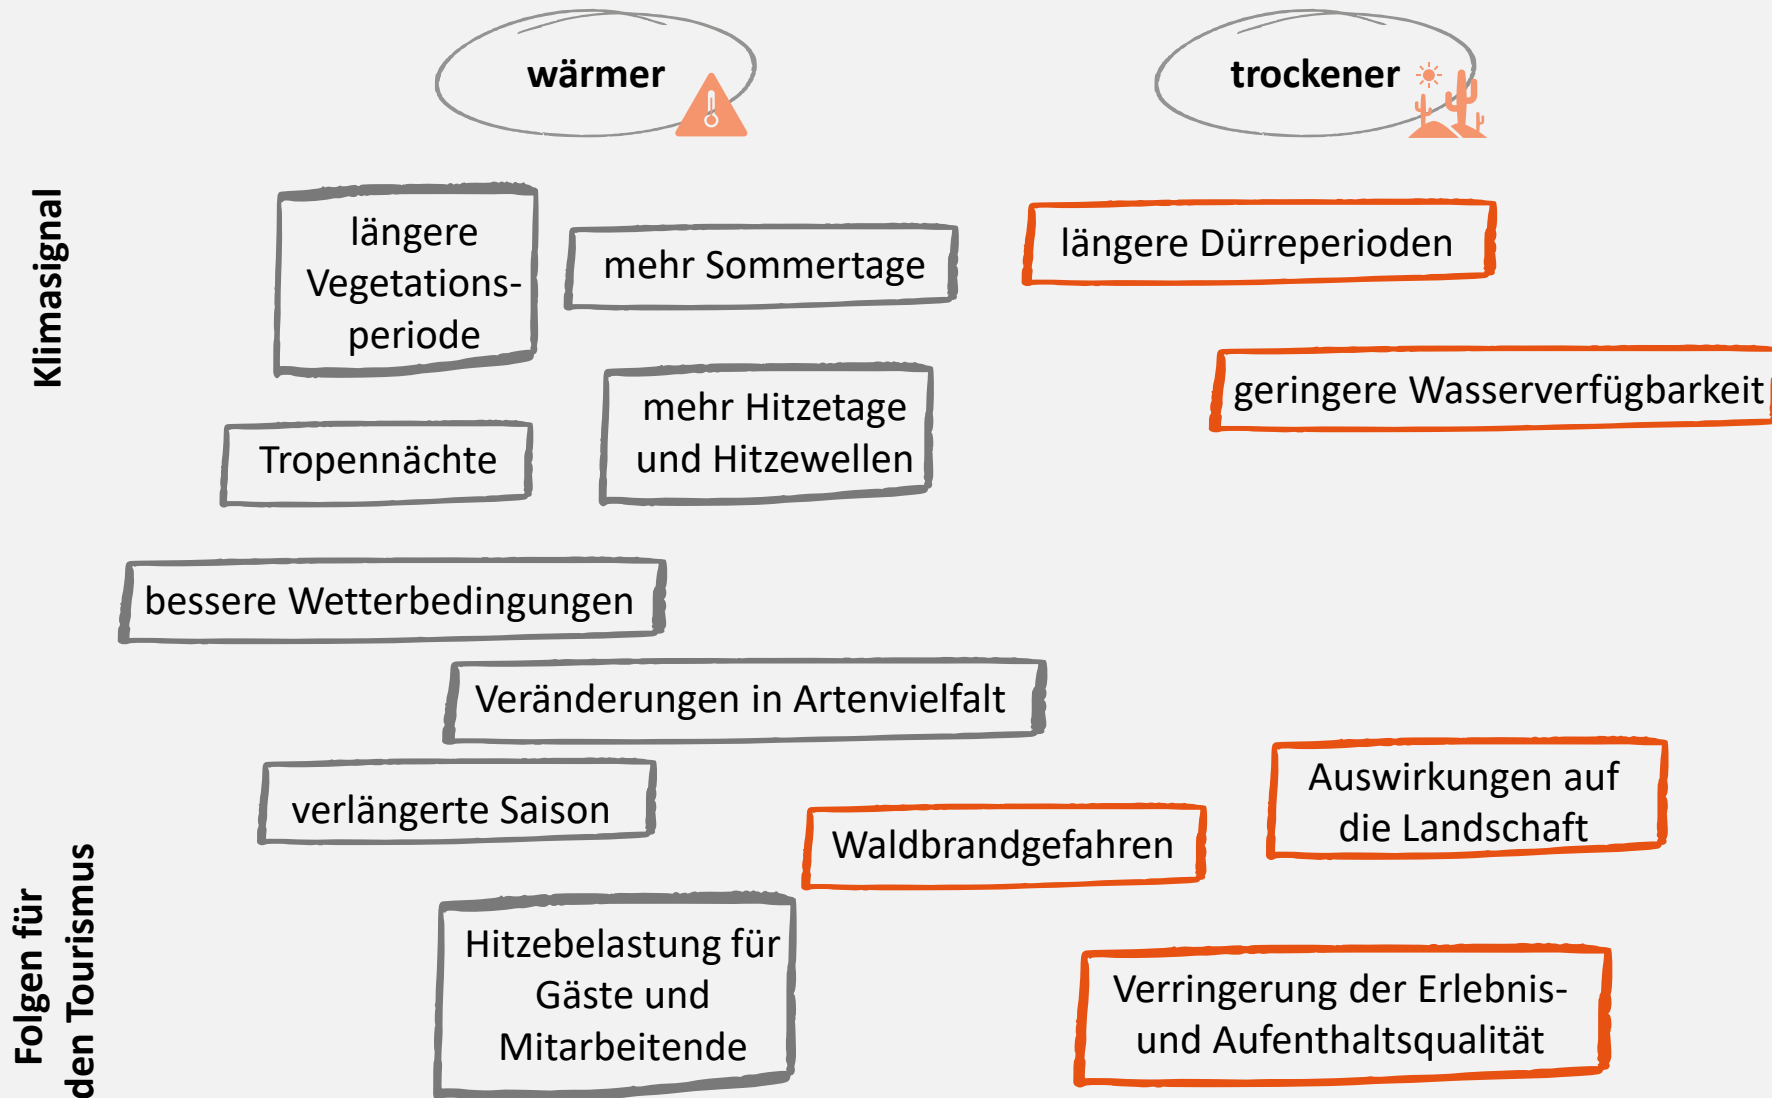 wärmer
trockener
Klimasignal
längere
Vegetations-
periode
mehr Sommertage
längere Dürreperioden
mehr Hitzetage
und Hitzewellen
geringere Wasserverfügbarkeit
Tropennächte
bessere Wetterbedingungen
Veränderungen in Artenvielfalt
verlängerte Saison
Waldbrandgefahren
Auswirkungen auf
die Landschaft
Folgen für
den Tourismus
Hitzebelastung für
Gäste und
Mitarbeitende
Verringerung der Erlebnis-
und Aufenthaltsqualität